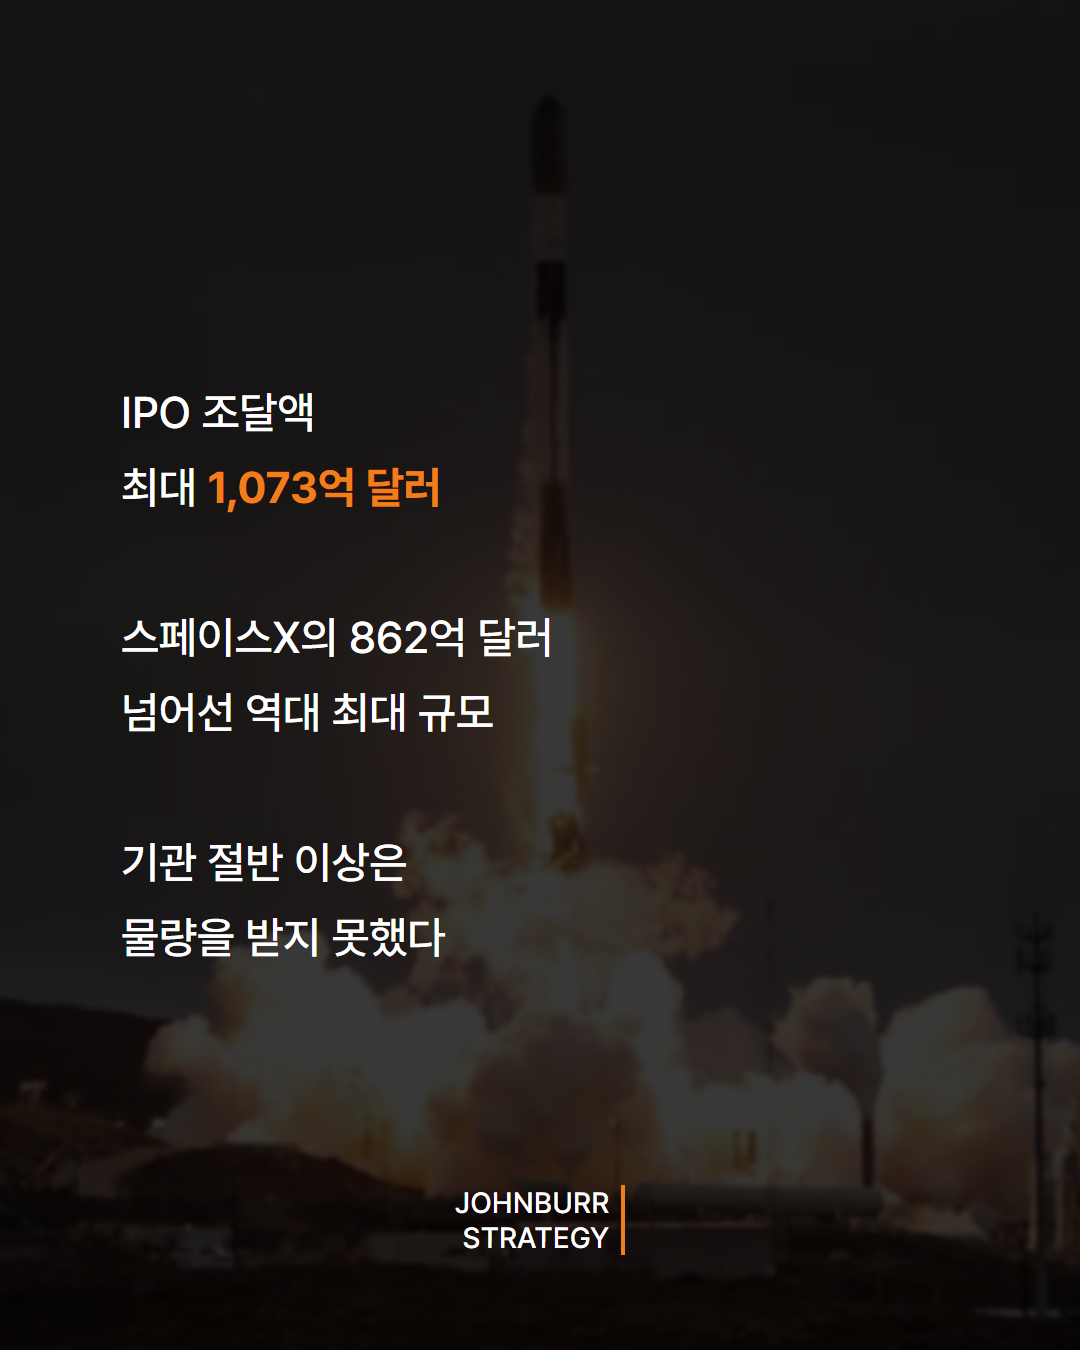 IPO 조달액
최대 1,073억 달러
스페이스X의 862억 달러
넘어선 역대 최대 규모
기관 절반 이상은
물량을 받지 못했다
JOHNBURR
STRATEGY